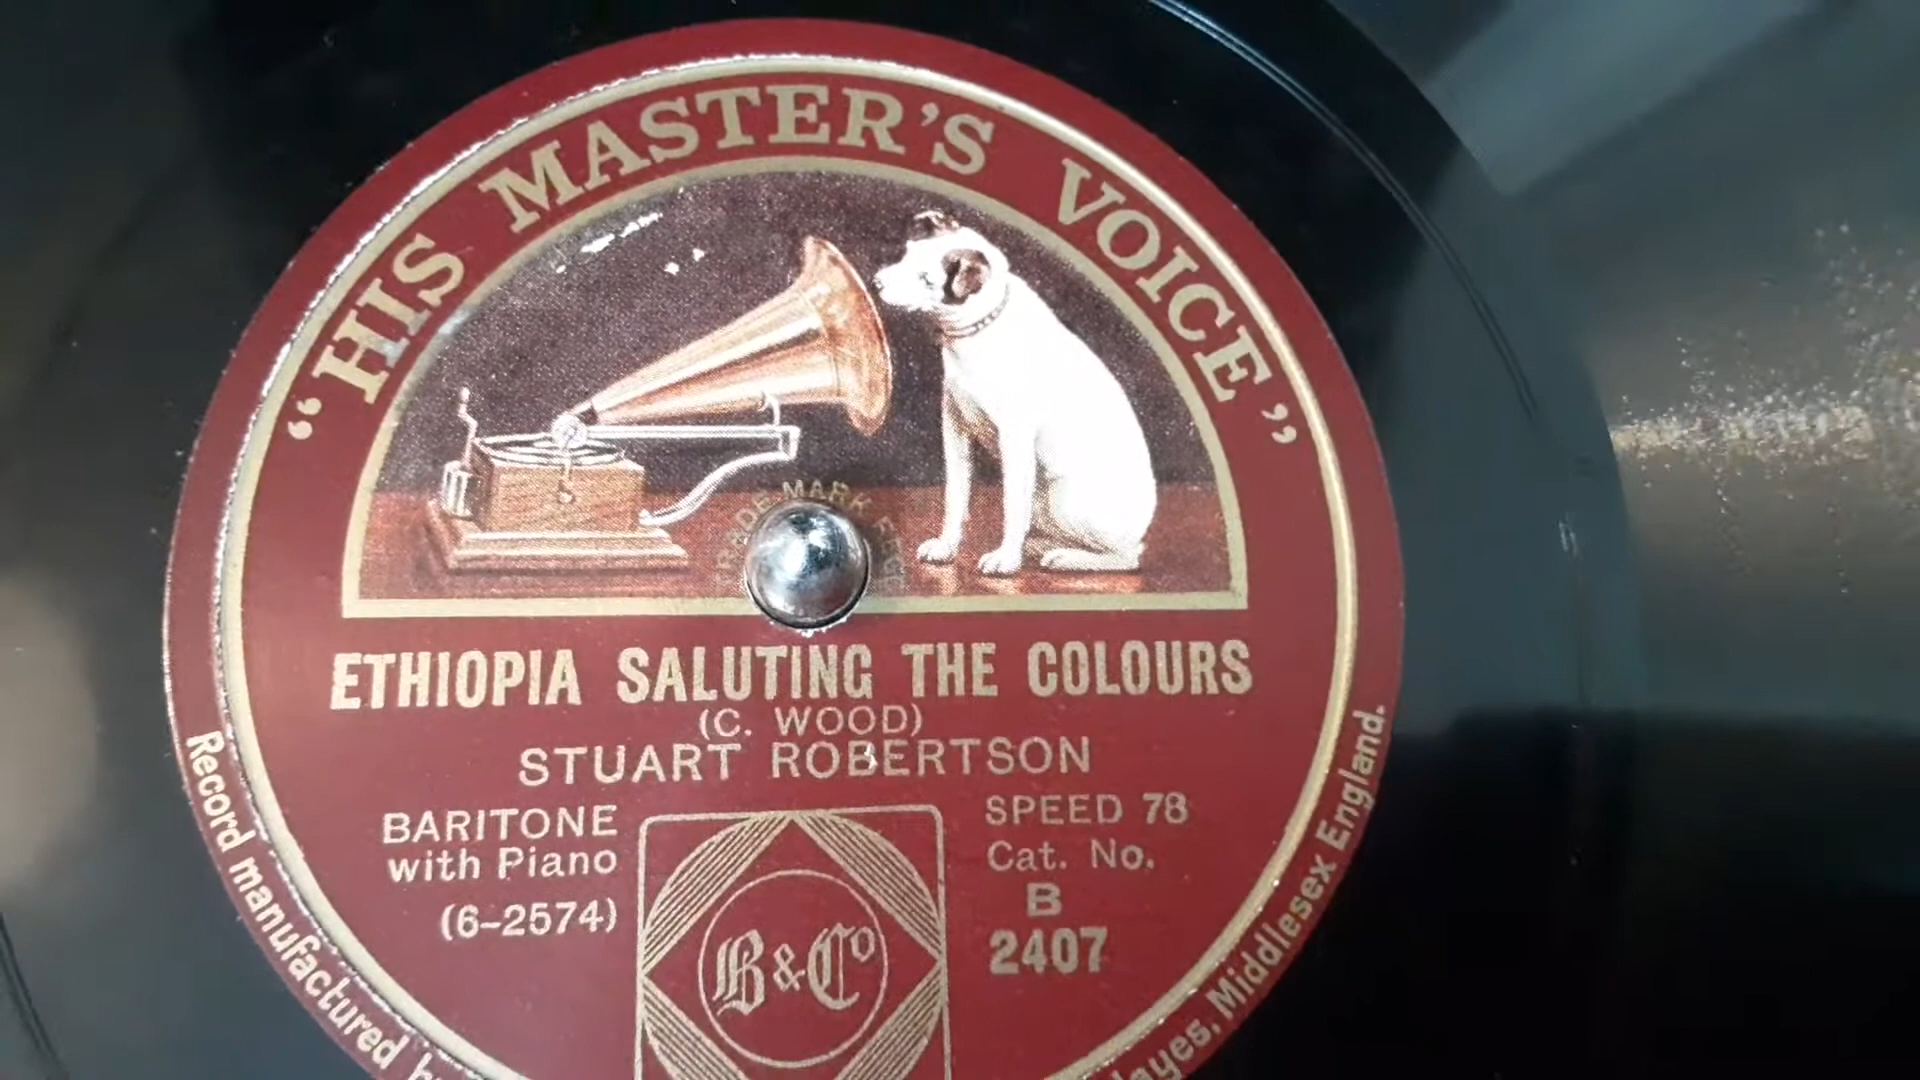 “HIS MASTER'S VOICE”
TRADE MARK
ETHIOPIA SALUTING THE COLOURS
(C. WOOD)
STUART ROBERTSON
BARITONE
with Piano
(6–2574)
SPEED 78
Cat. No.
B
2407
B & Co
Record manufactured
Hayes, Middlesex England.